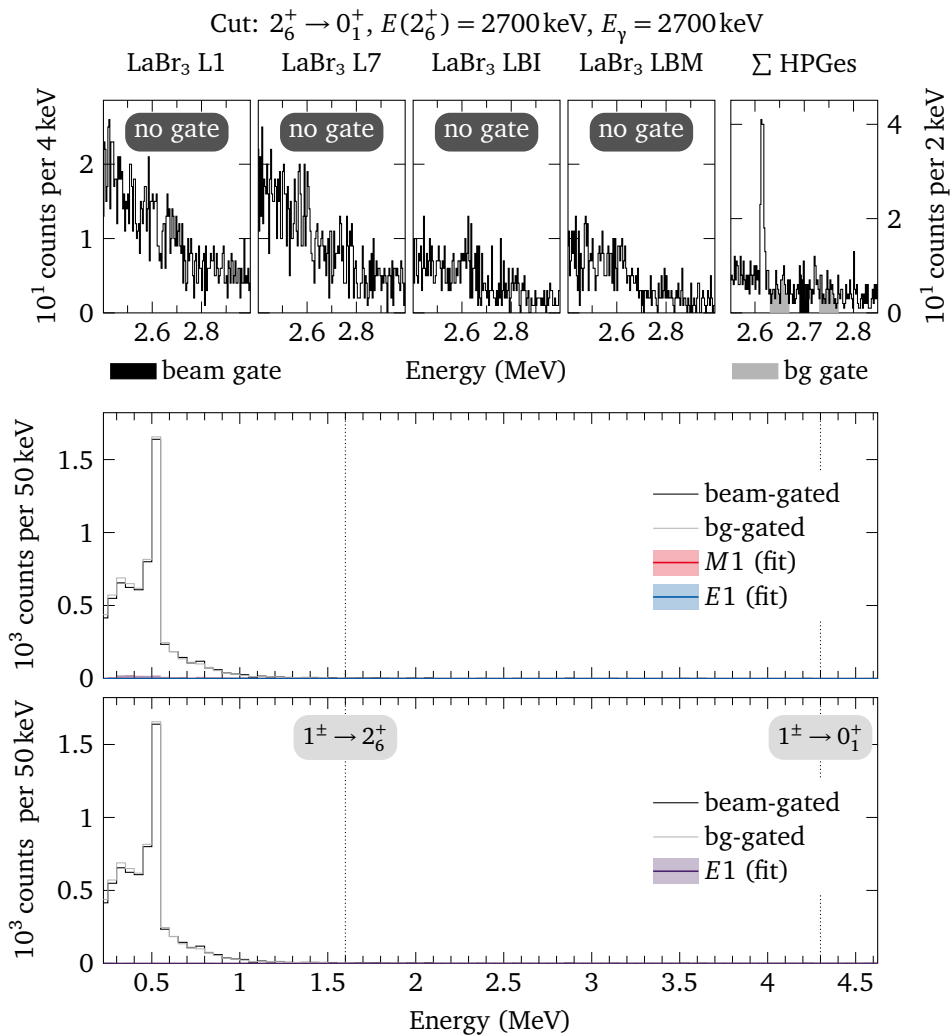 Cut: 2₆⁺ → 0₁⁺, E(2₆⁺) = 2700 keV, Eᵧ = 2700 keV
LaBr₃ L1 LaBr₃ L7 LaBr₃ LBI LaBr₃ LBM ∑ HPGes
no gate no gate no gate no gate
10¹ counts per 4 keV
2
1
0
4
2
0
10¹ counts per 2 keV
2.6 2.8 2.6 2.8 2.6 2.8 2.6 2.8 2.6 2.7 2.8
beam gate Energy (MeV) bg gate
10³ counts per 50 keV
1.5
1
0.5
0
beam-gated
bg-gated
M1 (fit)
E1 (fit)
10³ counts per 50 keV
1.5
1
0.5
0
1± → 2₆⁺ 1± → 0₁⁺
beam-gated
bg-gated
E1 (fit)
0.5 1 1.5 2 2.5 3 3.5 4 4.5
Energy (MeV)